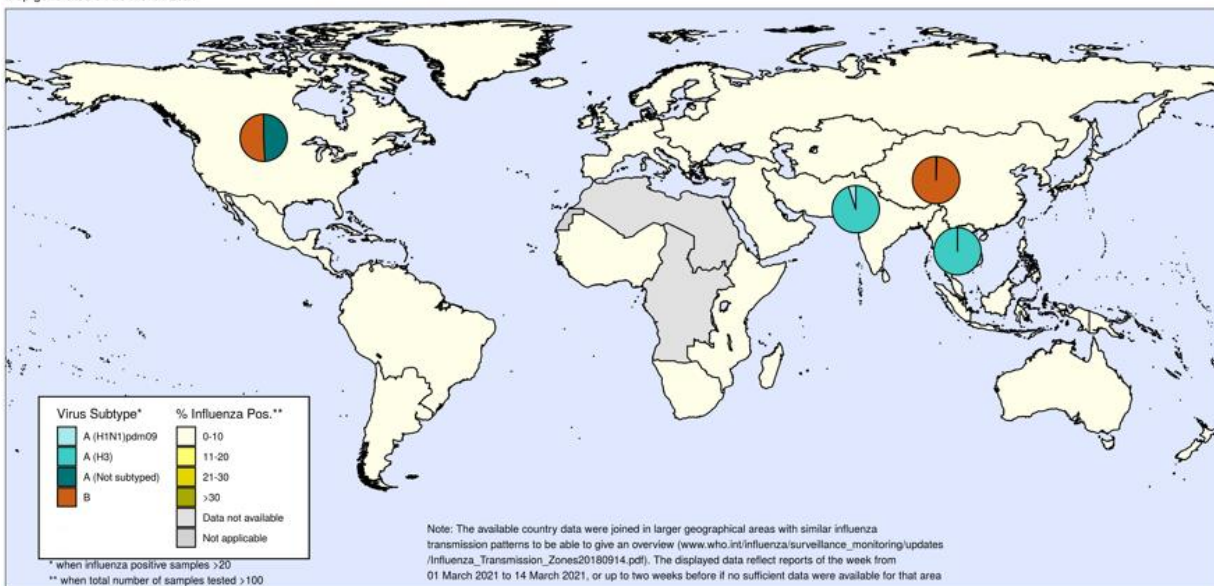 Virus Subtype*
A (H1N1)pdm09
A (H3)
A (Not subtyped)
B
% Influenza Pos.**
0-10
11-20
21-30
>30
Data not available
Not applicable
* when influenza positive samples >20
** when total number of samples tested >100
Note: The available country data were joined in larger geographical areas with similar influenza
transmission patterns to be able to give an overview (www.who.int/influenza/surveillance_monitoring/updates
/Influenza_Transmission_Zones20180914.pdf). The displayed data reflect reports of the week from
01 March 2021 to 14 March 2021, or up to two weeks before if no sufficient data were available for that area